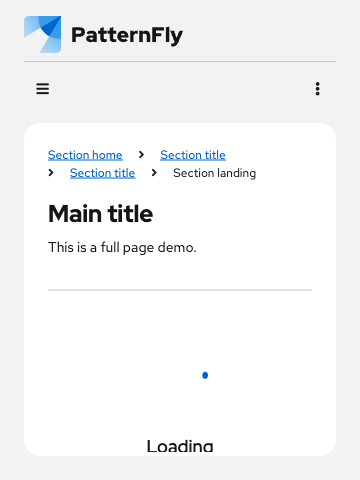 PatternFly
Section home Section title
Section title Section landing
Main title
This is a full page demo.
Loading